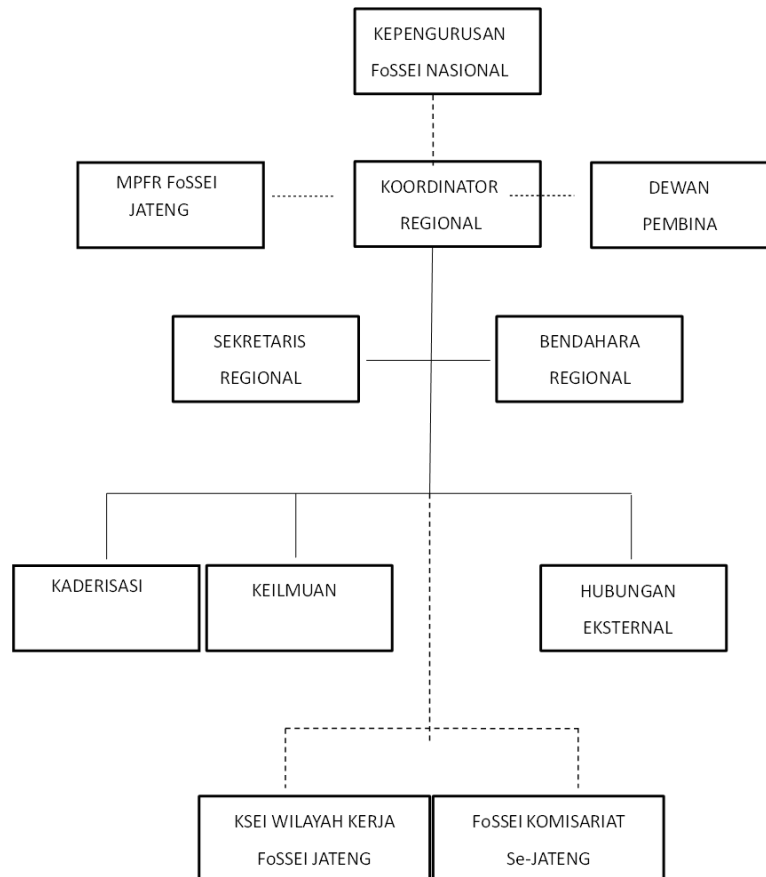 KEPENGURUSAN
FoSSEI NASIONAL
MPFR FoSSEI
JATENG
KOORDINATOR
REGIONAL
DEWAN
PEMBINA
SEKRETARIS
REGIONAL
BENDAHARA
REGIONAL
KADERISASI
KEILMUAN
HUBUNGAN
EKSTERNAL
KSEI WILAYAH KERJA
FoSSEI JATENG
FoSSEI KOMISARIAT
Se-JATENG